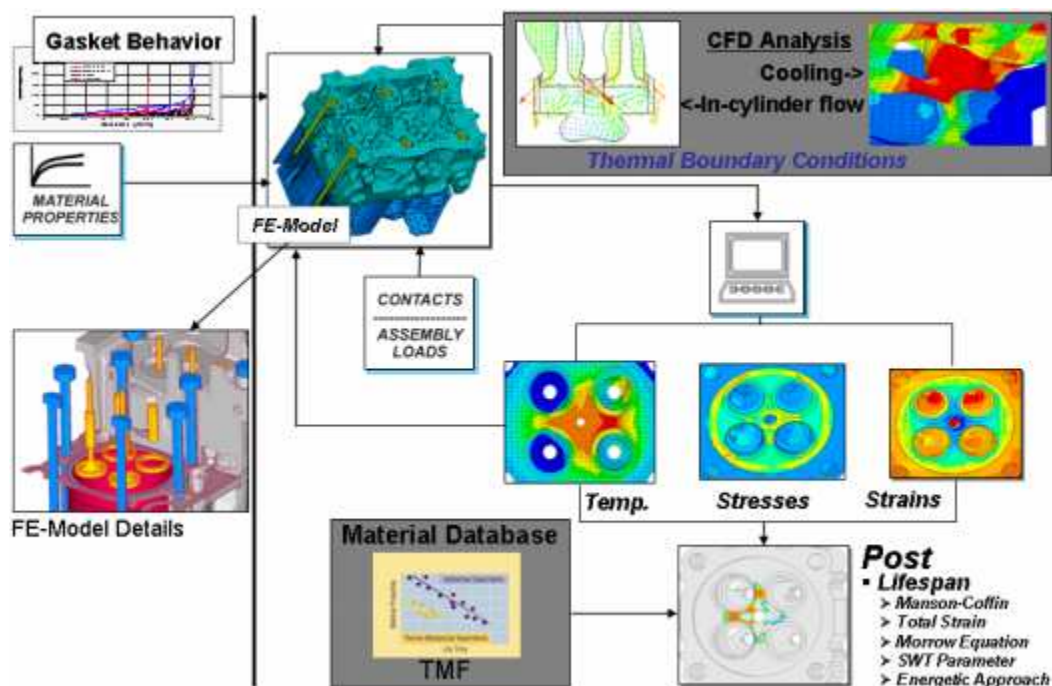 Gasket Behavior
MATERIAL
PROPERTIES
FE-Model
CFD Analysis
Cooling->
<-In-cylinder flow
Thermal Boundary Conditions
CONTACTS
ASSEMBLY
LOADS
FE-Model Details
Temp.
Stresses
Strains
Material Database
TMF
Post
▪ Lifespan
➢ Manson-Coffin
➢ Total Strain
➢ Morrow Equation
➢ SWT Parameter
➢ Energetic Approach